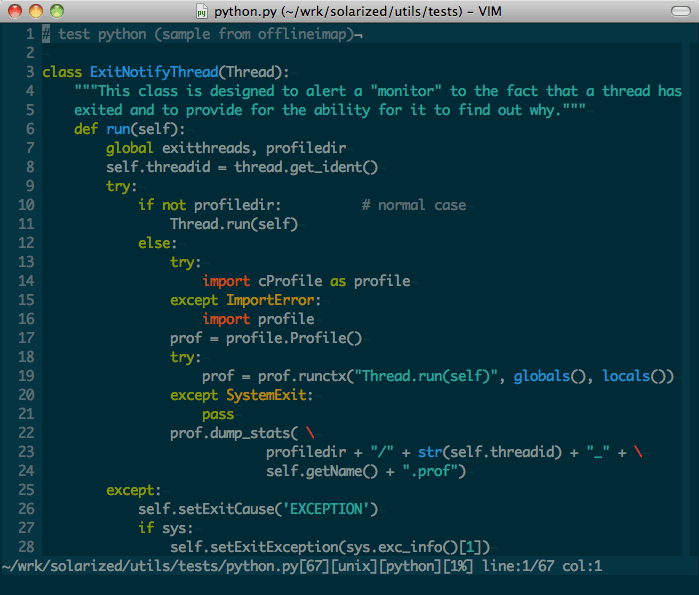 python.py (~/wrk/solarized/utils/tests) – VIM
1 # test python (sample from offlineimap)¬
2
3 class ExitNotifyThread(Thread):¬
4     """This class is designed to alert a "monitor" to the fact that a thread has
5     exited and to provide for the ability for it to find out why."""¬
6     def run(self):¬
7         global exitthreads, profiledir¬
8         self.threadid = thread.get_ident()¬
9         try:¬
10             if not profiledir:          # normal case¬
11                 Thread.run(self)¬
12             else:¬
13                 try:¬
14                     import cProfile as profile¬
15                 except ImportError:¬
16                     import profile¬
17                 prof = profile.Profile()¬
18                 try:¬
19                     prof = prof.runctx("Thread.run(self)", globals(), locals())¬
20                 except SystemExit:¬
21                     pass¬
22                 prof.dump_stats( \¬
23                             profiledir + "/" + str(self.threadid) + "_" + \¬
24                             self.getName() + ".prof")¬
25         except:¬
26             self.setExitCause('EXCEPTION')¬
27             if sys:¬
28                 self.setExitException(sys.exc_info()[1])¬
~/wrk/solarized/utils/tests/python.py[67][unix][python][1%] line:1/67 col:1